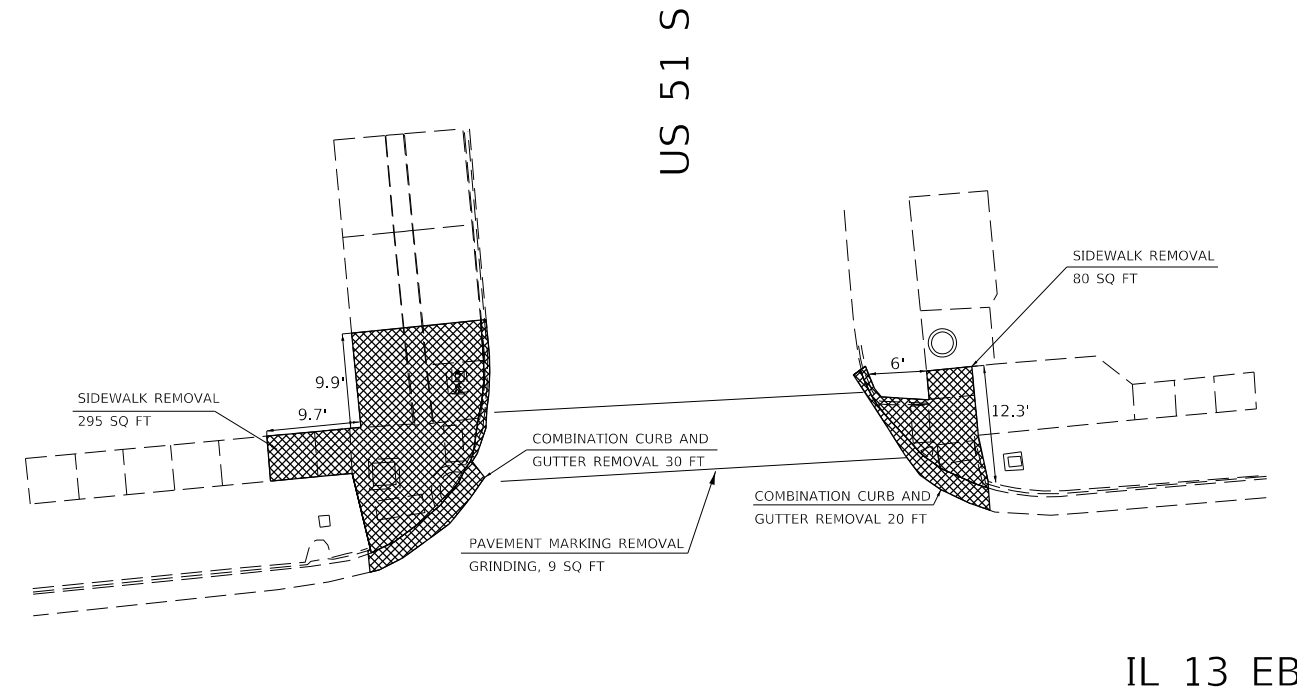 US 51 S
SIDEWALK REMOVAL
80 SQ FT
6'
9.9'
12.3'
SIDEWALK REMOVAL
295 SQ FT
9.7'
COMBINATION CURB AND
GUTTER REMOVAL 30 FT
COMBINATION CURB AND
GUTTER REMOVAL 20 FT
PAVEMENT MARKING REMOVAL
GRINDING, 9 SQ FT
IL 13 EB